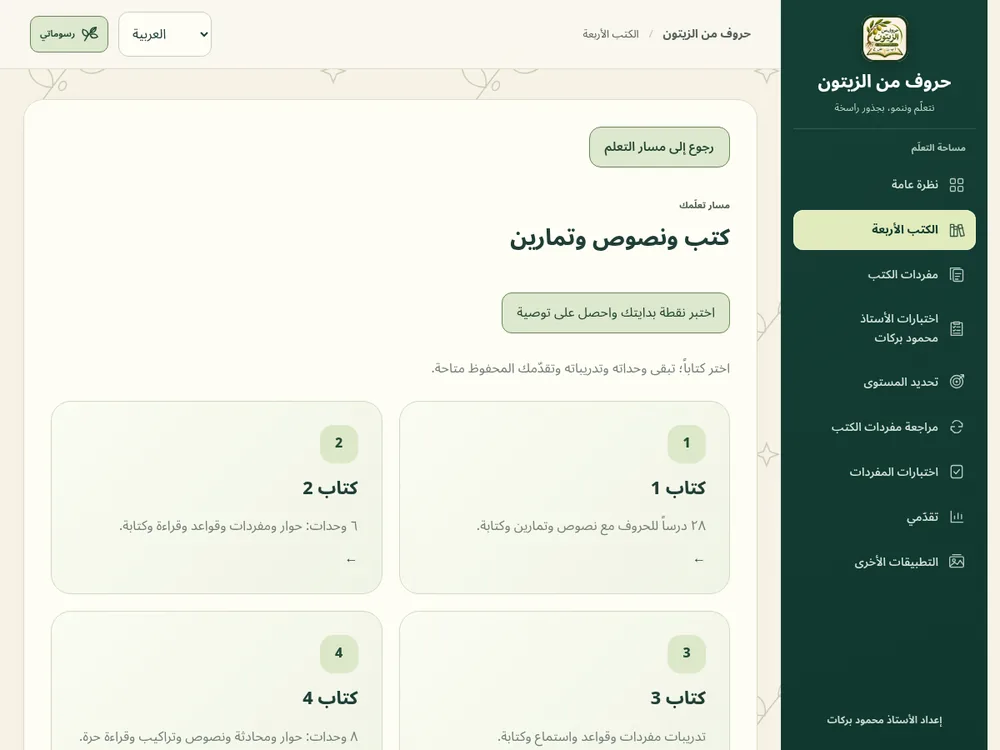 حروف من الزيتون
نتعلّم وننمو، بجذور راسخة
مساحة التعلّم
نظرة عامة
الكتب الأربعة
مفردات الكتب
اختبارات الأستاذ
محمود بركات
تحديد المستوى
مراجعة مفردات الكتب
اختبارات المفردات
تقدّمي
التطبيقات الأخرى
إعداد الأستاذ محمود بركات
حروف من الزيتون / الكتب الأربعة
العربية
رسوماتي
رجوع إلى مسار التعلم
مسار تعلّمك
كتب ونصوص وتمارين
اختبر نقطة بدايتك واحصل على توصية
اختر كتاباً؛ تبقى وحداته وتدريباته وتقدّمك المحفوظ متاحة.
1
كتاب 1
٢٨ درساً للحروف مع نصوص وتمارين وكتابة.
←
2
كتاب 2
٦ وحدات: حوار ومفردات وقواعد وقراءة وكتابة.
←
3
كتاب 3
تدريبات مفردات وقواعد واستماع وكتابة.
4
كتاب 4
٨ وحدات: حوار ومحادثة ونصوص وتراكيب وقراءة حرة.